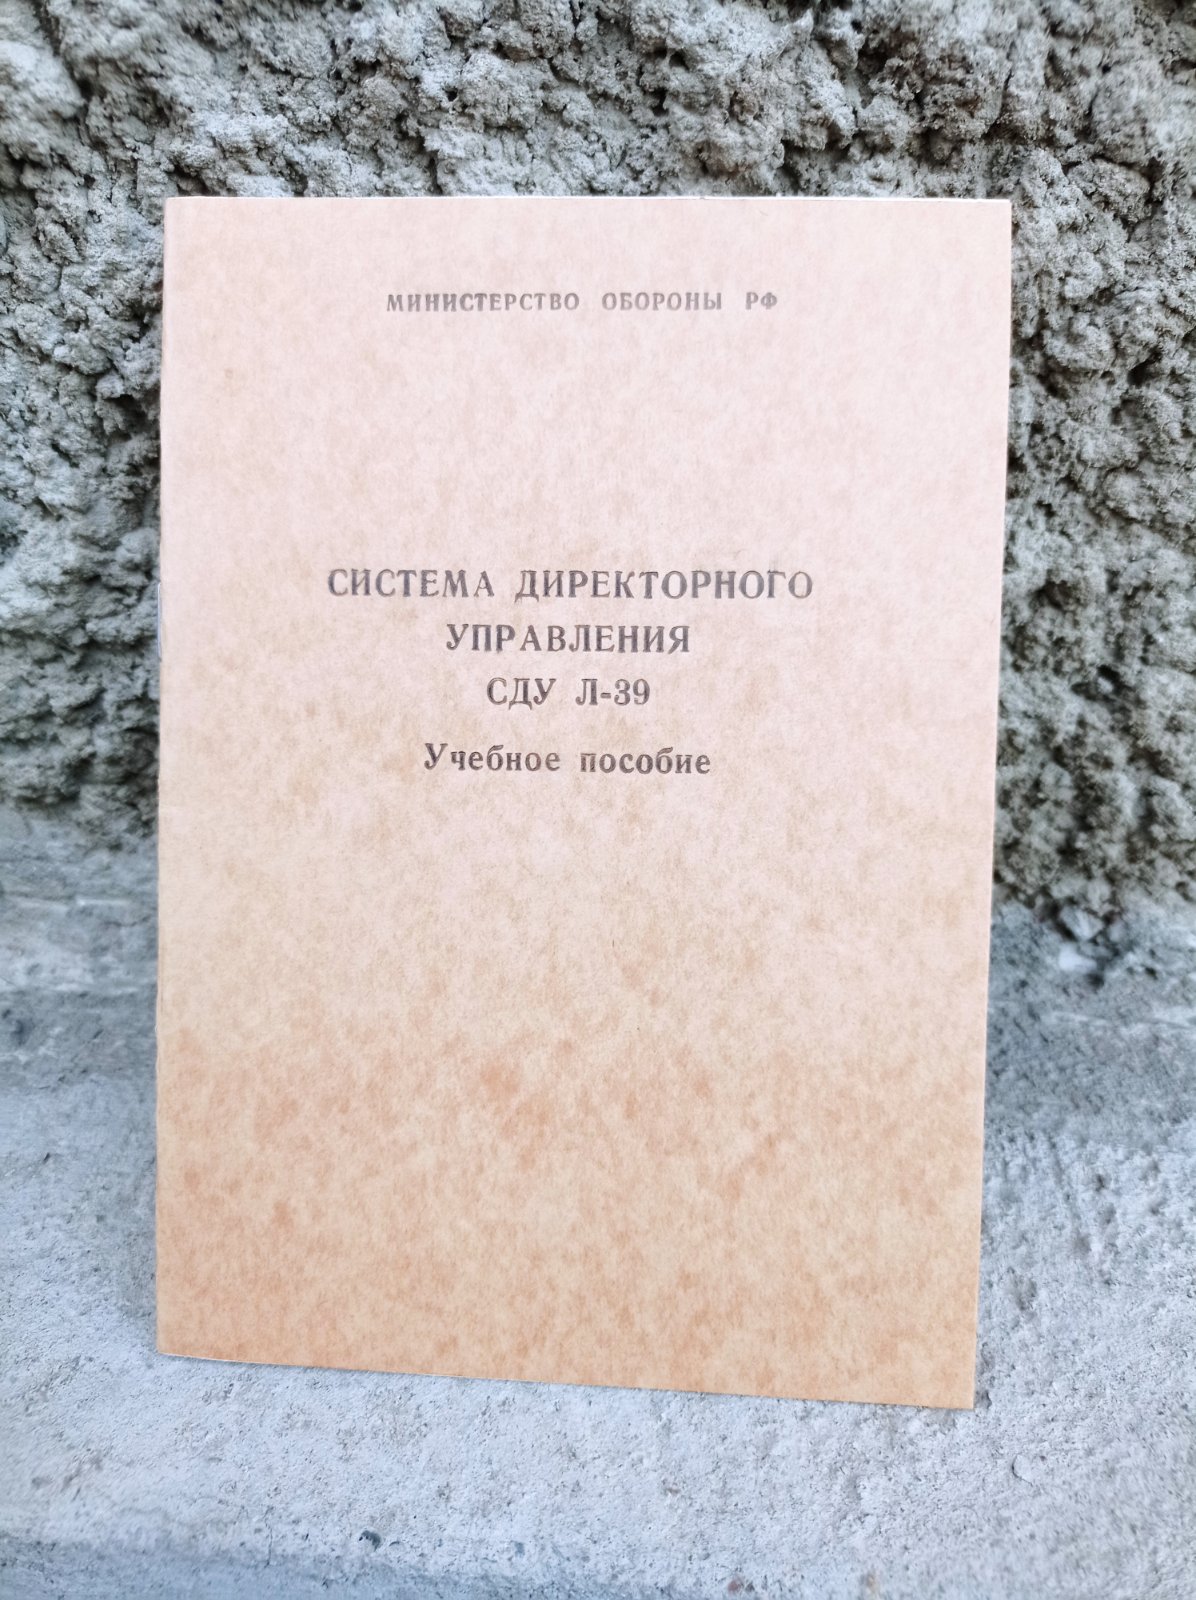 МИНИСТЕРСТВО ОБОРОНЫ РФ
СИСТЕМА ДИРЕКТОРНОГО
УПРАВЛЕНИЯ
СДУ Л-39
Учебное пособие